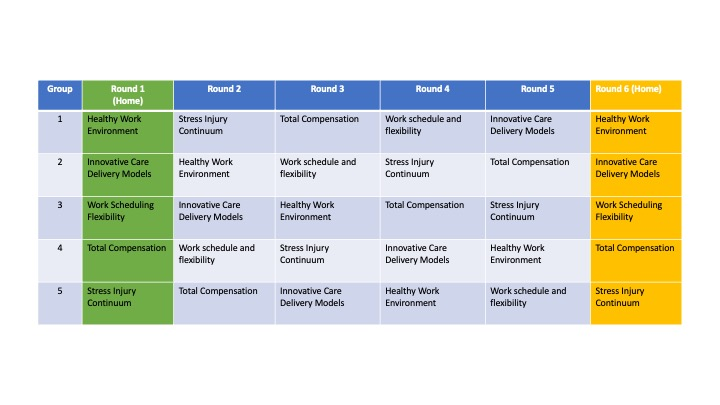 Group Round 1 (Home) Round 2 Round 3 Round 4 Round 5 Round 6 (Home)
1 Healthy Work Environment Stress Injury Continuum Total Compensation Work schedule and flexibility Innovative Care Delivery Models Healthy Work Environment
2 Innovative Care Delivery Models Healthy Work Environment Work schedule and flexibility Stress Injury Continuum Total Compensation Innovative Care Delivery Models
3 Work Scheduling Flexibility Innovative Care Delivery Models Healthy Work Environment Total Compensation Stress Injury Continuum Work Scheduling Flexibility
4 Total Compensation Work schedule and flexibility Stress Injury Continuum Innovative Care Delivery Models Healthy Work Environment Total Compensation
5 Stress Injury Continuum Total Compensation Innovative Care Delivery Models Healthy Work Environment Work schedule and flexibility Stress Injury Continuum